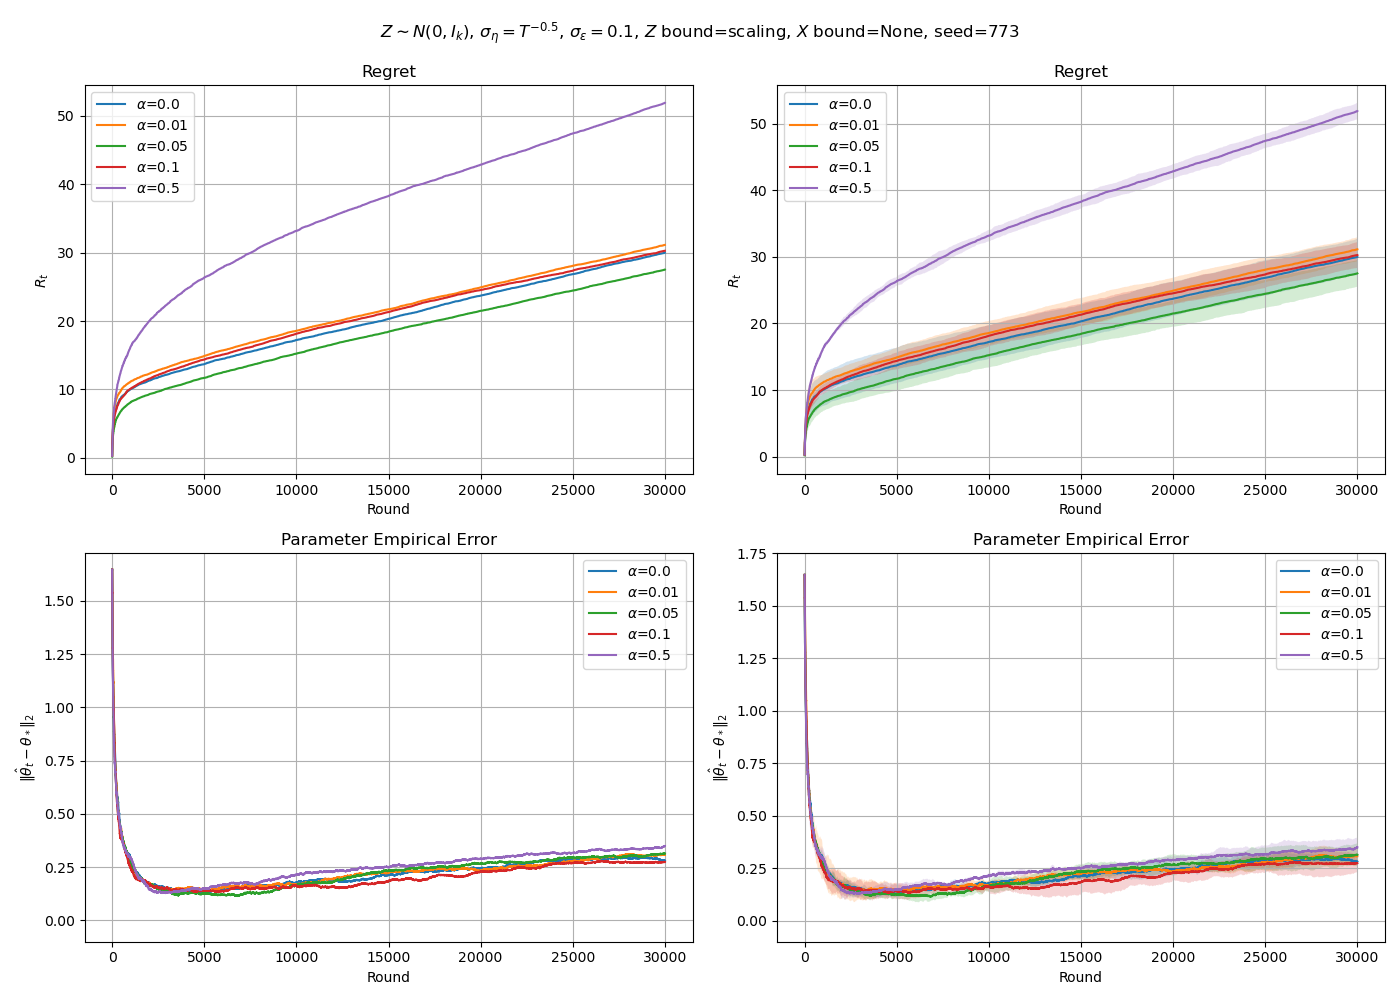 Z ∼ N(0, I_k), σ_η = T^{−0.5}, σ_ε = 0.1, Z bound=scaling, X bound=None, seed=773
Regret
α=0.0
α=0.01
α=0.05
α=0.1
α=0.5
50
40
30
20
10
0
R_t
0 5000 10000 15000 20000 25000 30000
Round
Regret
α=0.0
α=0.01
α=0.05
α=0.1
α=0.5
50
40
30
20
10
0
R_t
0 5000 10000 15000 20000 25000 30000
Round
Parameter Empirical Error
α=0.0
α=0.01
α=0.05
α=0.1
α=0.5
1.50
1.25
1.00
0.75
0.50
0.25
0.00
‖θ̂_t − θ_*‖_2
0 5000 10000 15000 20000 25000 30000
Round
Parameter Empirical Error
α=0.0
α=0.01
α=0.05
α=0.1
α=0.5
1.75
1.50
1.25
1.00
0.75
0.50
0.25
0.00
‖θ̂_t − θ_*‖_2
0 5000 10000 15000 20000 25000 30000
Round